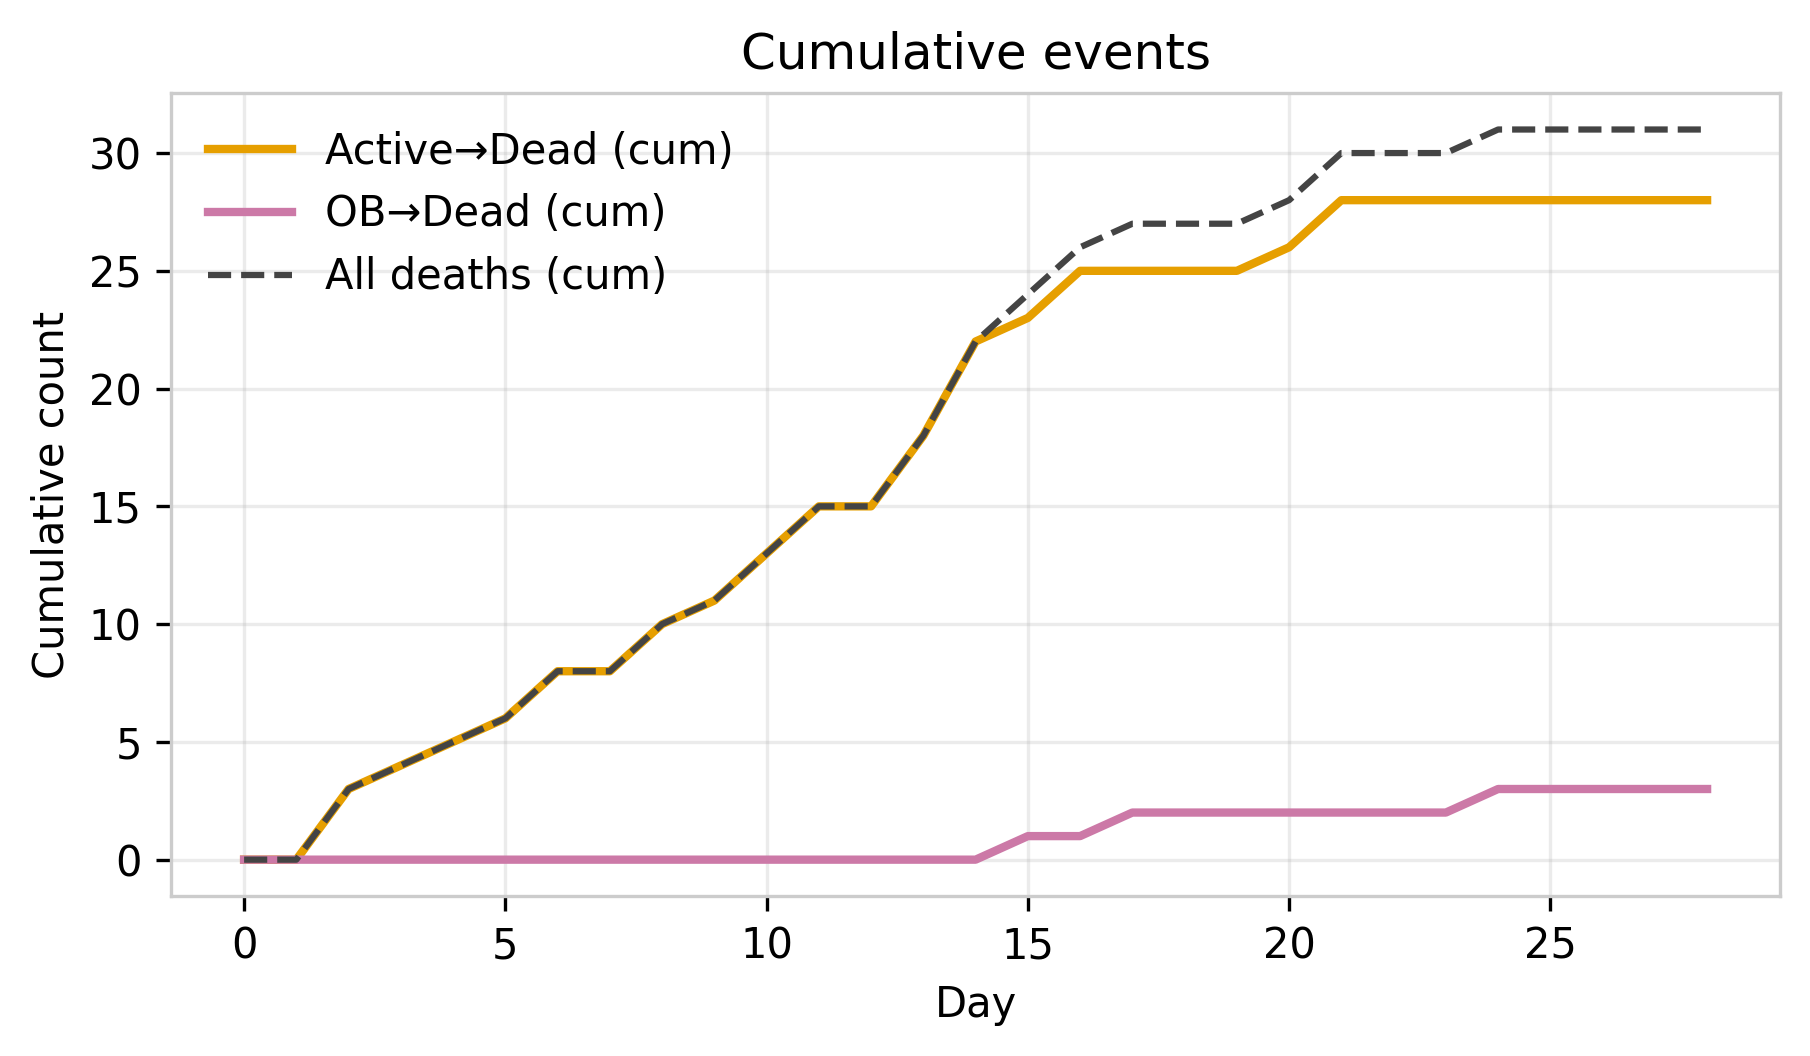 Cumulative events
Active→Dead (cum)
OB→Dead (cum)
All deaths (cum)
Cumulative count
30
25
20
15
10
5
0
0 5 10 15 20 25
Day